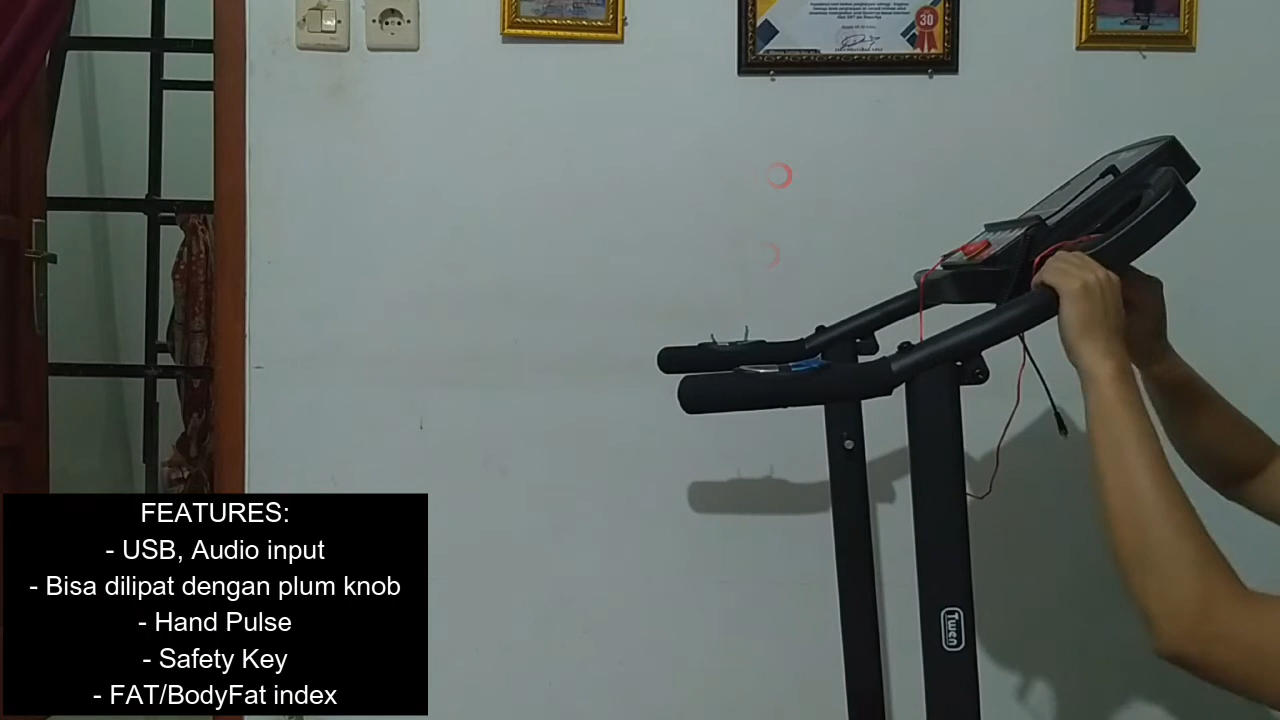 30
FEATURES:
- USB, Audio input
- Bisa dilipat dengan plum knob
- Hand Pulse
- Safety Key
- FAT/BodyFat index
Twen